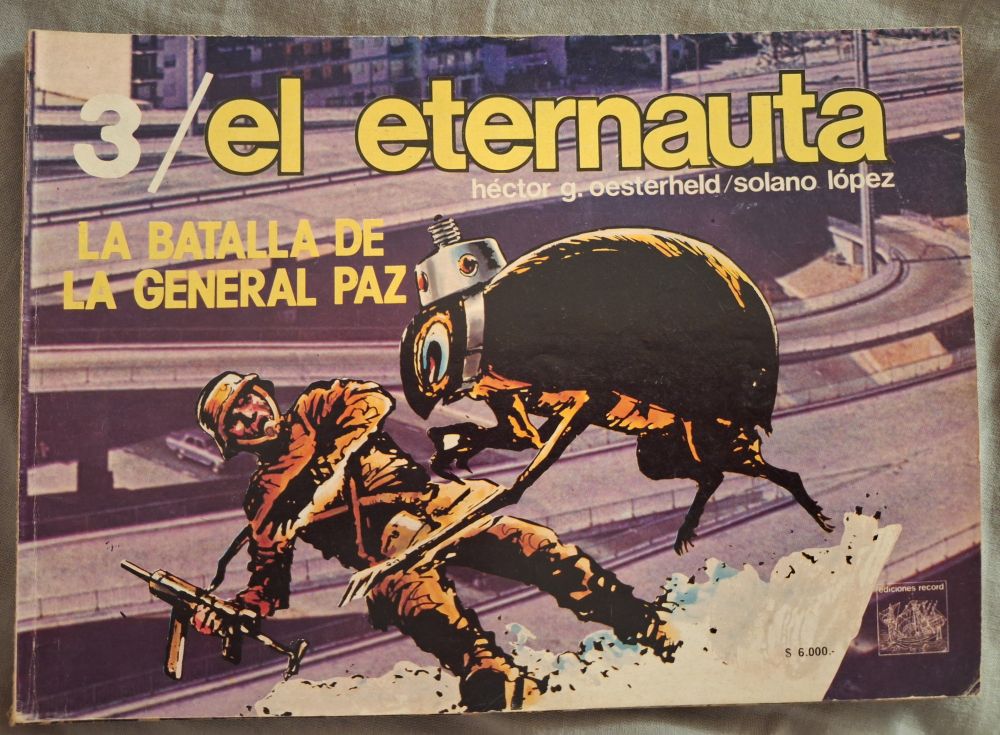 3/el eternauta
héctor g. oesterheld/solano lópez
LA BATALLA DE
LA GENERAL PAZ
ediciones record
$ 6.000.-